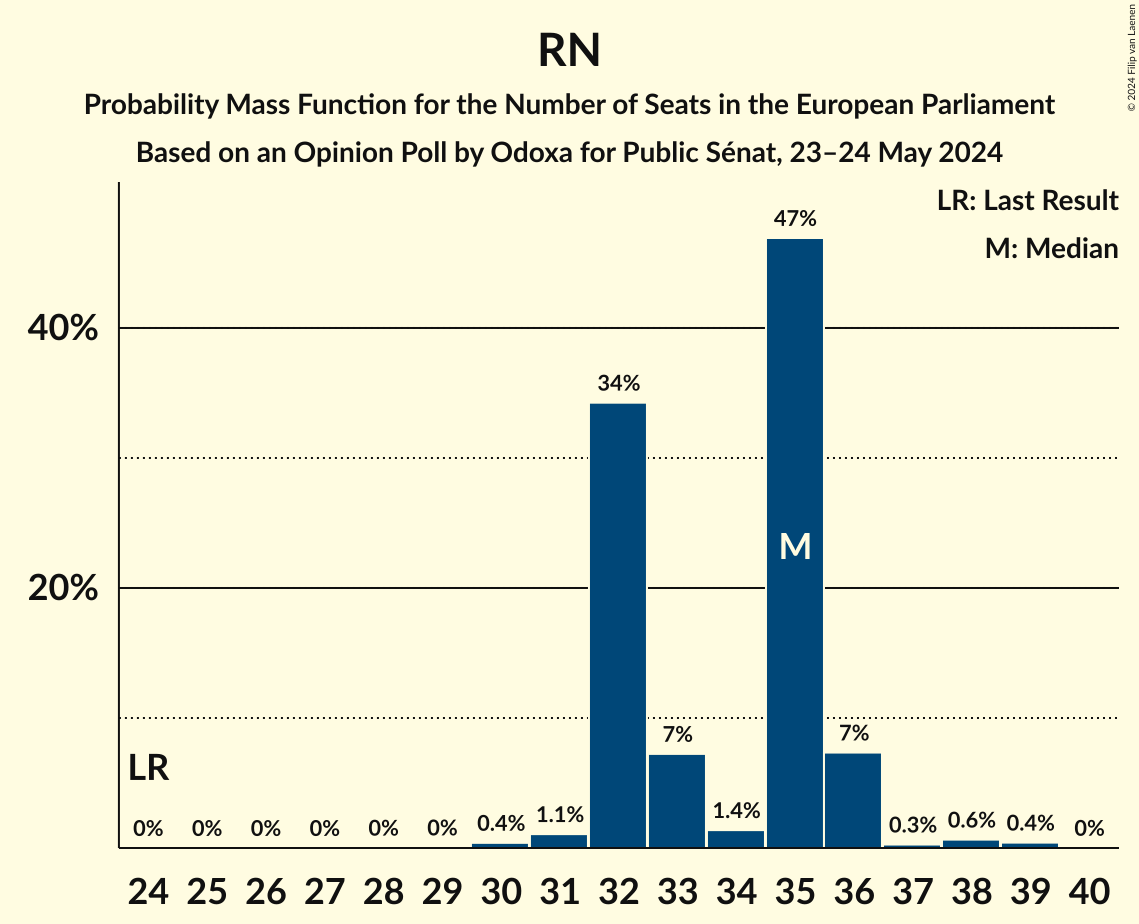 RN
Probability Mass Function for the Number of Seats in the European Parliament
Based on an Opinion Poll by Odoxa for Public Sénat, 23–24 May 2024
© 2024 Filip van Laenen
LR: Last Result
M: Median
47%
40%
34%
M
20%
7%
7%
LR
0%
0%
0%
0%
0%
0%
0.4%
1.1%
1.4%
0.3%
0.6%
0.4%
0%
24 25 26 27 28 29 30 31 32 33 34 35 36 37 38 39 40